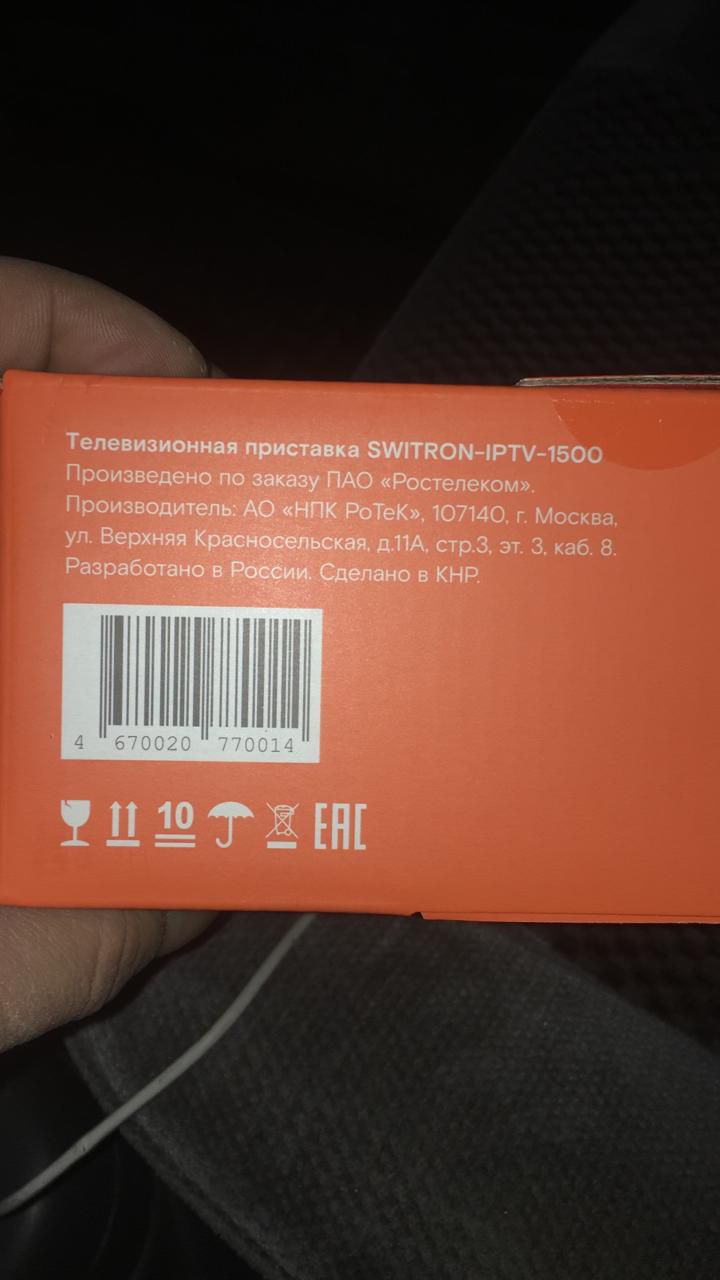 Телевизионная приставка SWITRON-IPTV-1500
Произведено по заказу ПАО «Ростелеком».
Производитель: АО «НПК РоТеК», 107140, г. Москва,
ул. Верхняя Красносельская, д.11А, стр.3, эт. 3, каб. 8.
Разработано в России. Сделано в КНР.
4 670020 770014
10 EAC